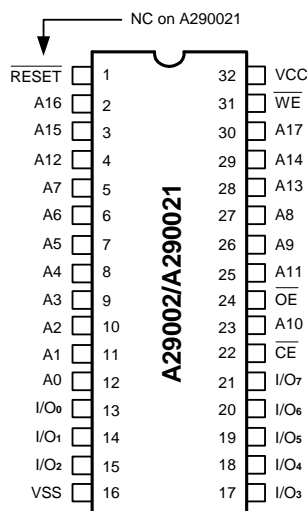 NC on A290021
RESET 1 32 VCC
A16 2 31 WE
A15 3 30 A17
A12 4 29 A14
A7 5 28 A13
A6 6 27 A8
A5 7 26 A9
A4 8 25 A11
A3 9 24 OE
A2 10 23 A10
A1 11 22 CE
A0 12 21 I/O7
I/O0 13 20 I/O6
I/O1 14 19 I/O5
I/O2 15 18 I/O4
VSS 16 17 I/O3
A29002/A290021